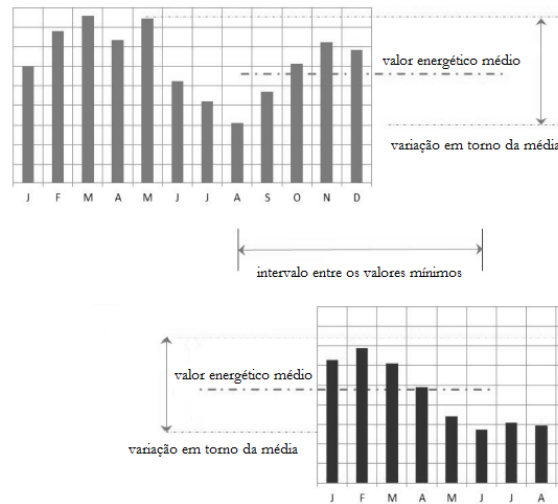 valor energético médio
variação em torno da média
J F M A M J J A S O N D
intervalo entre os valores mínimos
valor energético médio
variação em torno da média
J F M A M J J A